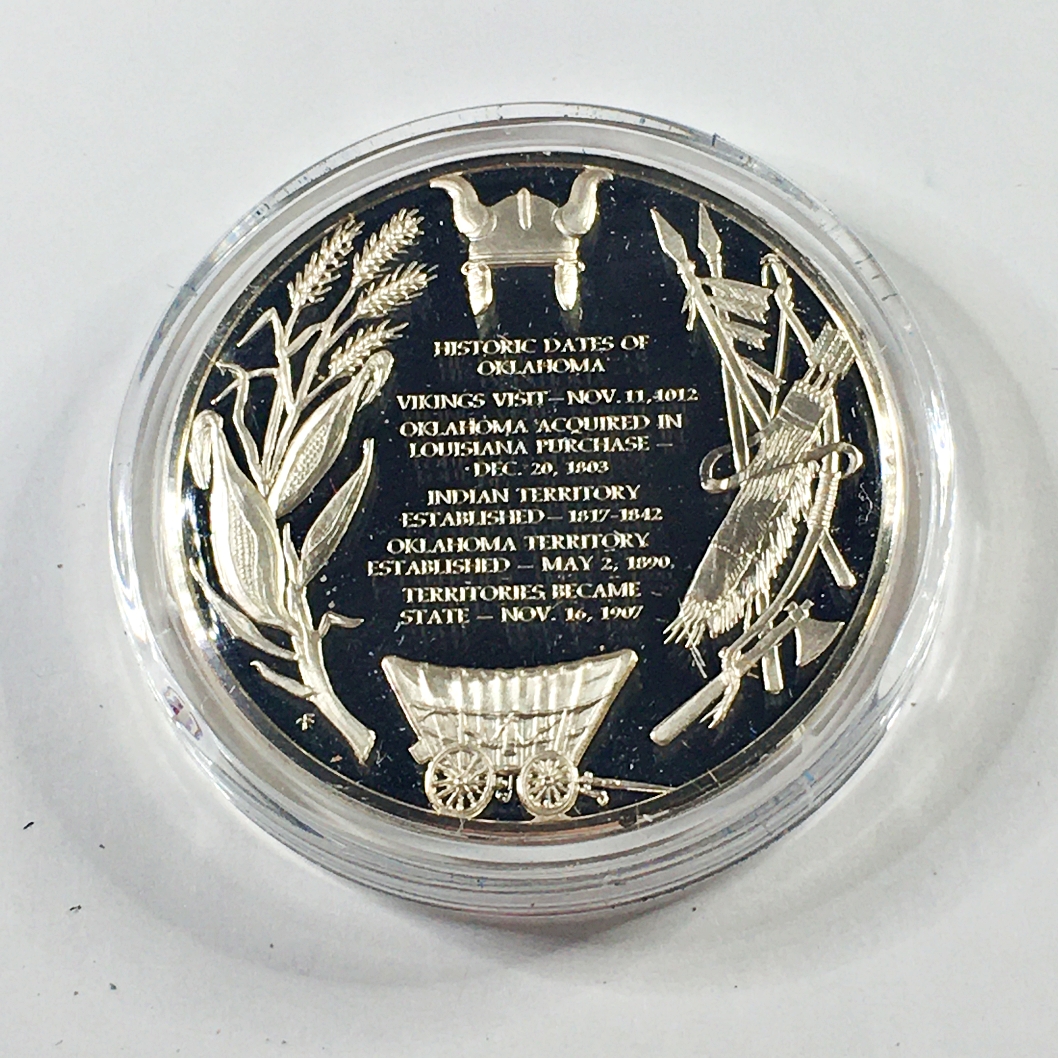 HISTORIC DATES OF
OKLAHOMA
VIKINGS VISIT — NOV. 11, 1012
OKLAHOMA ACQUIRED IN
LOUISIANA PURCHASE —
DEC. 20, 1803
INDIAN TERRITORY
ESTABLISHED — 1817-1842
OKLAHOMA TERRITORY
ESTABLISHED — MAY 2, 1890
TERRITORIES BECAME
STATE — NOV. 16, 1907